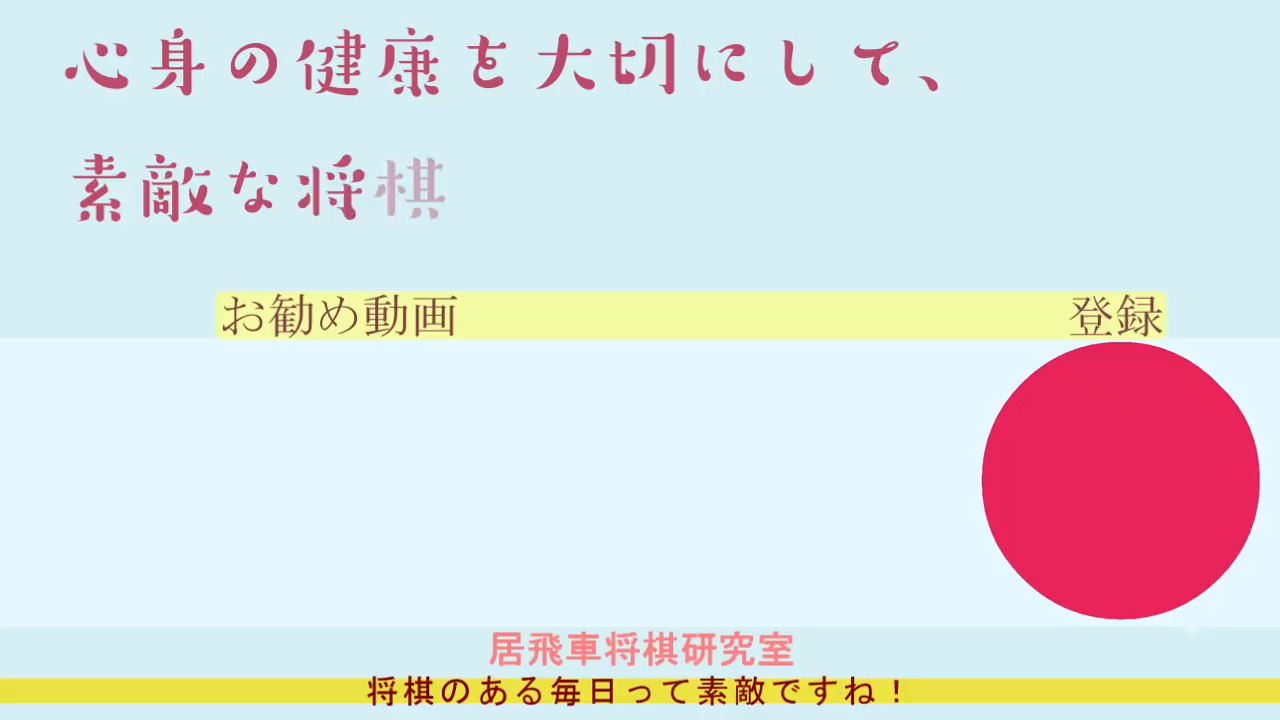 心身の健康を大切にして、
素敵な将棋
お勧め動画
登録
居飛車将棋研究室
将棋のある毎日って素敵ですね！